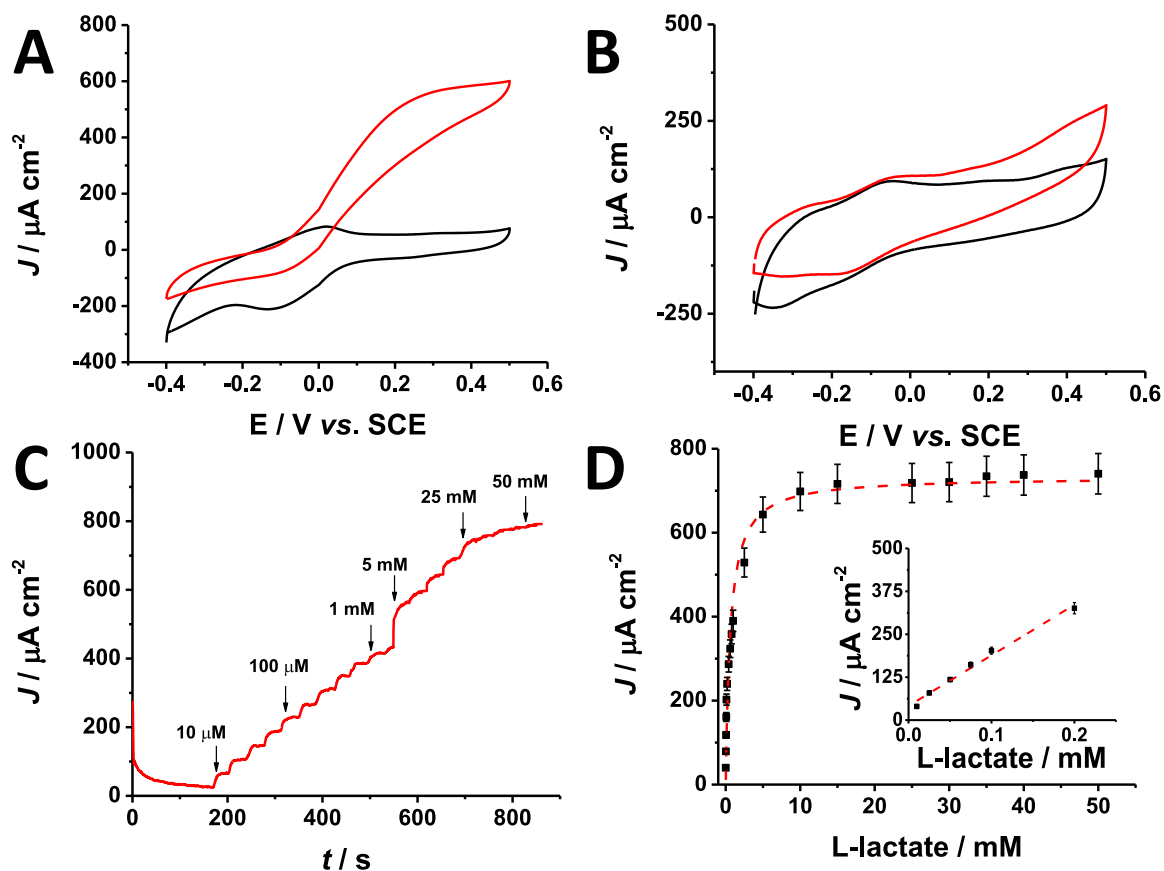 A
800
600
400
200
0
-200
-400
-0.4 -0.2 0.0 0.2 0.4 0.6
J / μA cm-2
E / V vs. SCE
B
500
250
0
-250
-0.4 -0.2 0.0 0.2 0.4 0.6
J / μA cm-2
E / V vs. SCE
C
1000
800
600
400
200
0
0 200 400 600 800
J / μA cm-2
t / s
10 μM
100 μM
1 mM
5 mM
25 mM
50 mM
D
800
700
600
400
200
0
0 10 20 30 40 50
J / μA cm-2
L-lactate / mM
500
375
250
125
0
0.0 0.1 0.2
J / μA cm-2
L-lactate / mM